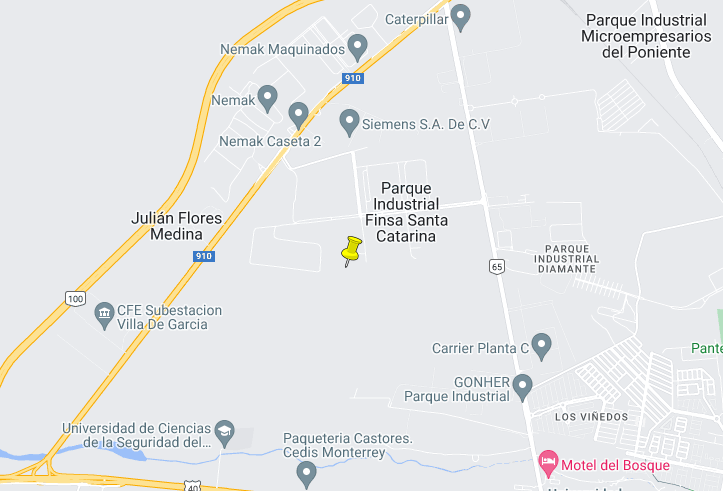 Caterpillar
Parque Industrial
Microempresarios
del Poniente
Nemak Maquinados
910
Nemak
Siemens S.A. De C.V
Nemak Caseta 2
Parque
Industrial
Finsa Santa
Catarina
Julián Flores
Medina
910
PARQUE
INDUSTRIAL
DIAMANTE
65
100
CFE Subestacion
Villa De Garcia
Carrier Planta C
Pante
GONHER
Parque Industrial
LOS VIÑEDOS
Universidad de Ciencias
de la Seguridad del...
Paqueteria Castores.
Cedis Monterrey
Motel del Bosque
40